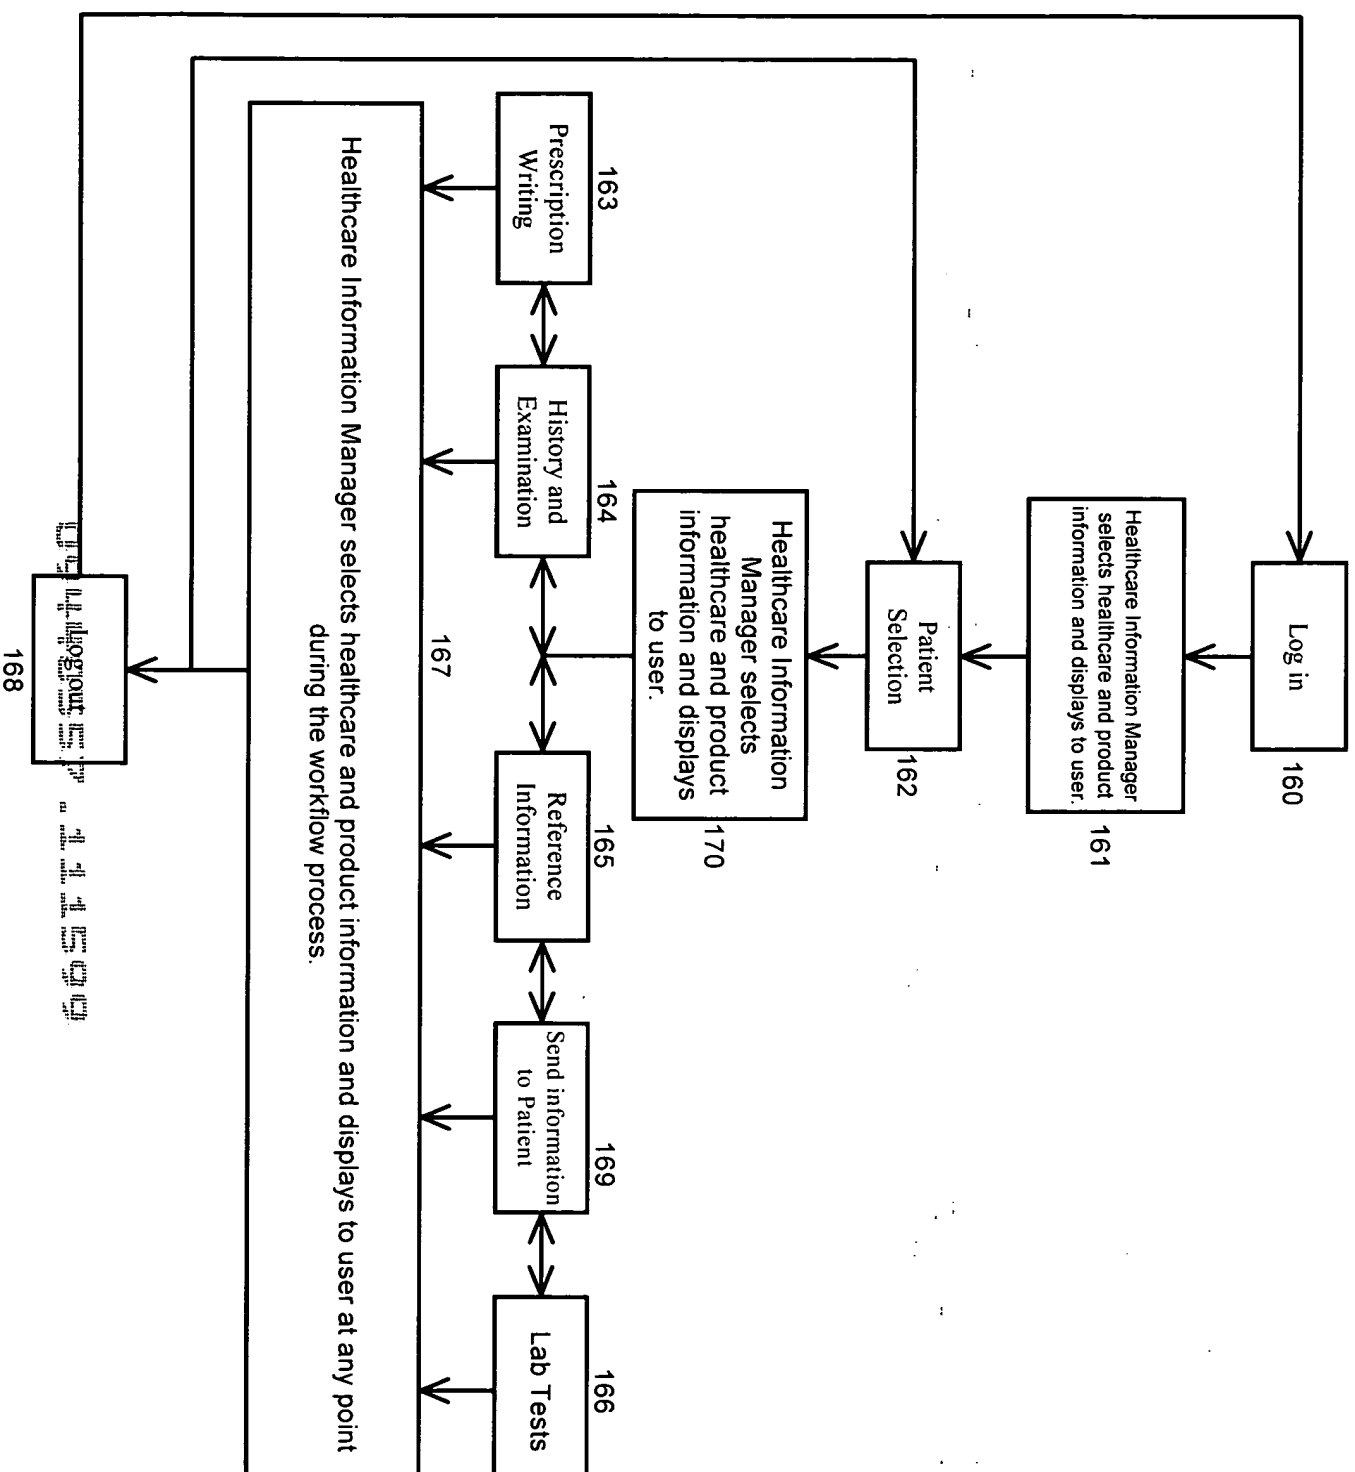 Log in
160
Healthcare Information Manager
selects healthcare and product
information and displays to user.
161
Patient
Selection
162
Healthcare Information
Manager selects
healthcare and product
information and displays
to user.
170
163
Prescription
Writing
164
History and
Examination
165
Reference
Information
169
Send information
to Patient
166
Lab Tests
167
Healthcare Information Manager selects healthcare and product information and displays to user at any point
during the workflow process.
Logout
.111599
168